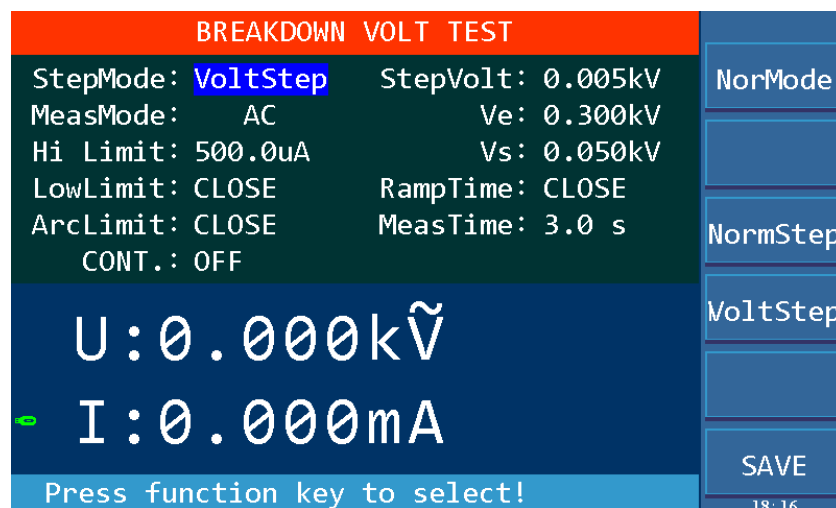 BREAKDOWN VOLT TEST
StepMode: VoltStep StepVolt: 0.005kV
MeasMode: AC Ve: 0.300kV
Hi Limit: 500.0uA Vs: 0.050kV
LowLimit: CLOSE RampTime: CLOSE
ArcLimit: CLOSE MeasTime: 3.0 s
CONT.: OFF
U:0.000kṼ
I:0.000mA
Press function key to select!
NorMode
NormStep
VoltStep
SAVE
18:16